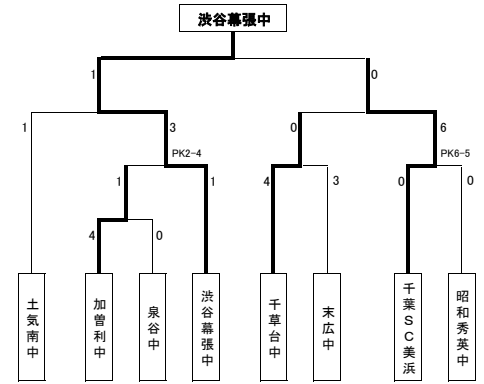 渋谷幕張中
1
0
1
3
0
6
PK2-4
PK6-5
1
1
4
3
0
0
4
0
土気南中
加曽利中
泉谷中
渋谷幕張中
千草台中
末広中
千葉SC美浜
昭和秀英中